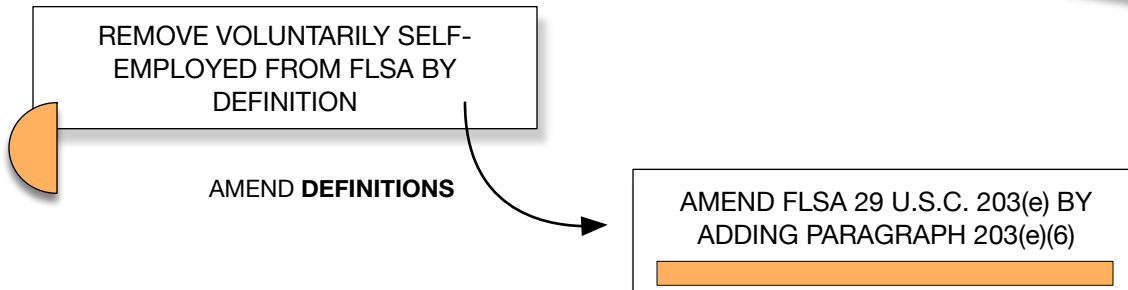 REMOVE VOLUNTARILY SELF-
EMPLOYED FROM FLSA BY
DEFINITION
AMEND DEFINITIONS
AMEND FLSA 29 U.S.C. 203(e) BY
ADDING PARAGRAPH 203(e)(6)